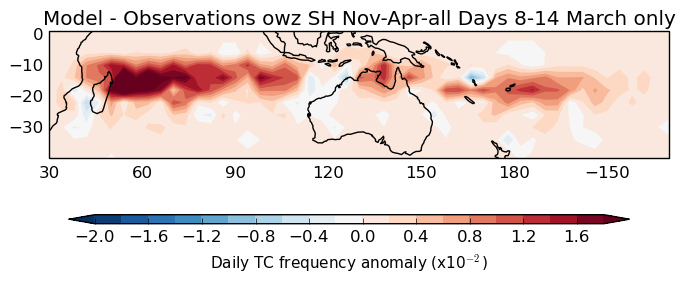 Model - Observations owz SH Nov-Apr-all Days 8-14 March only
0
−10
−20
−30
30 60 90 120 150 180 −150
−2.0 −1.6 −1.2 −0.8 −0.4 0.0 0.4 0.8 1.2 1.6
Daily TC frequency anomaly (x10⁻²)